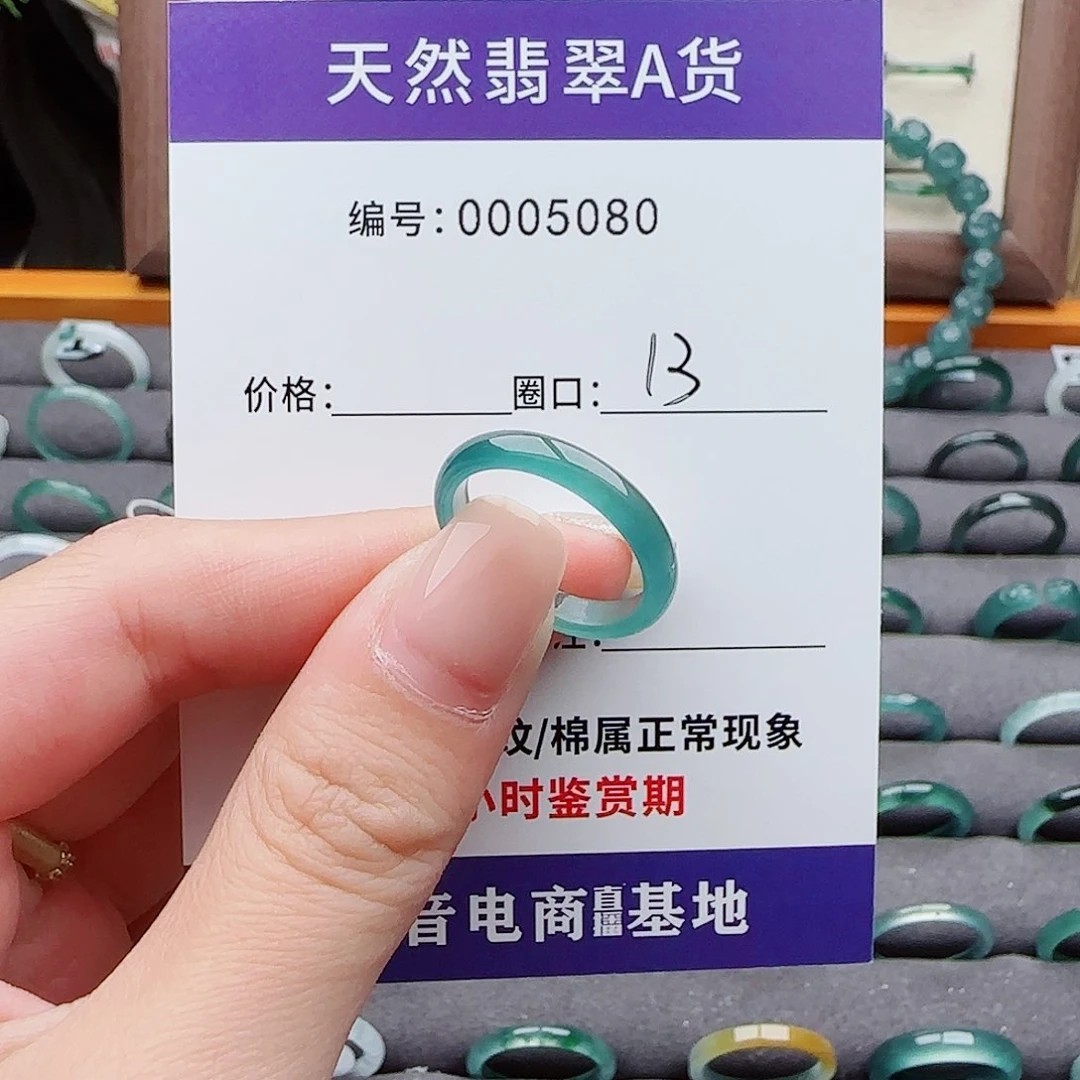 天然翡翠A货
编号：0005080
价格： 圈口：13
注：
纹/棉属正常现象
小时鉴赏期
音电商直播基地